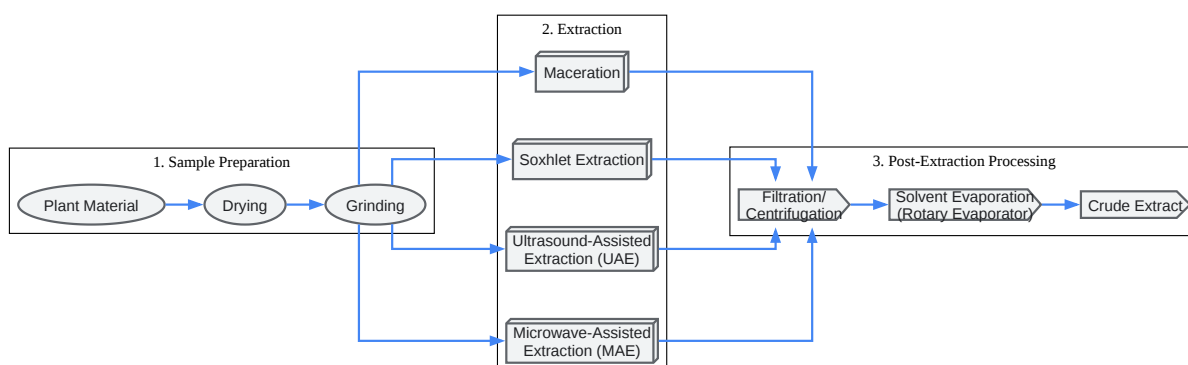 1. Sample Preparation
Plant Material
Drying
Grinding
2. Extraction
Maceration
Soxhlet Extraction
Ultrasound-Assisted
Extraction (UAE)
Microwave-Assisted
Extraction (MAE)
3. Post-Extraction Processing
Filtration/
Centrifugation
Solvent Evaporation
(Rotary Evaporator)
Crude Extract